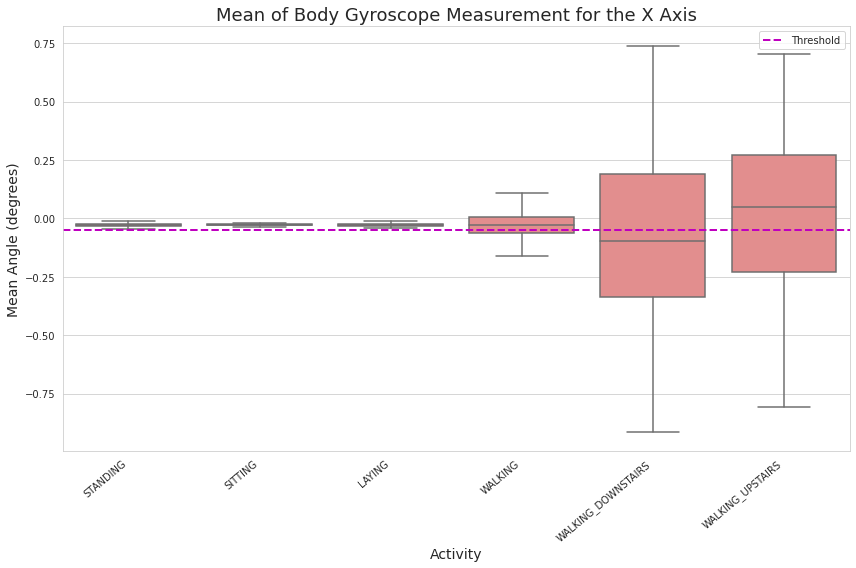 Mean of Body Gyroscope Measurement for the X Axis
Threshold
0.75
0.50
0.25
0.00
−0.25
−0.50
−0.75
Mean Angle (degrees)
STANDING
SITTING
LAYING
WALKING
WALKING_DOWNSTAIRS
WALKING_UPSTAIRS
Activity